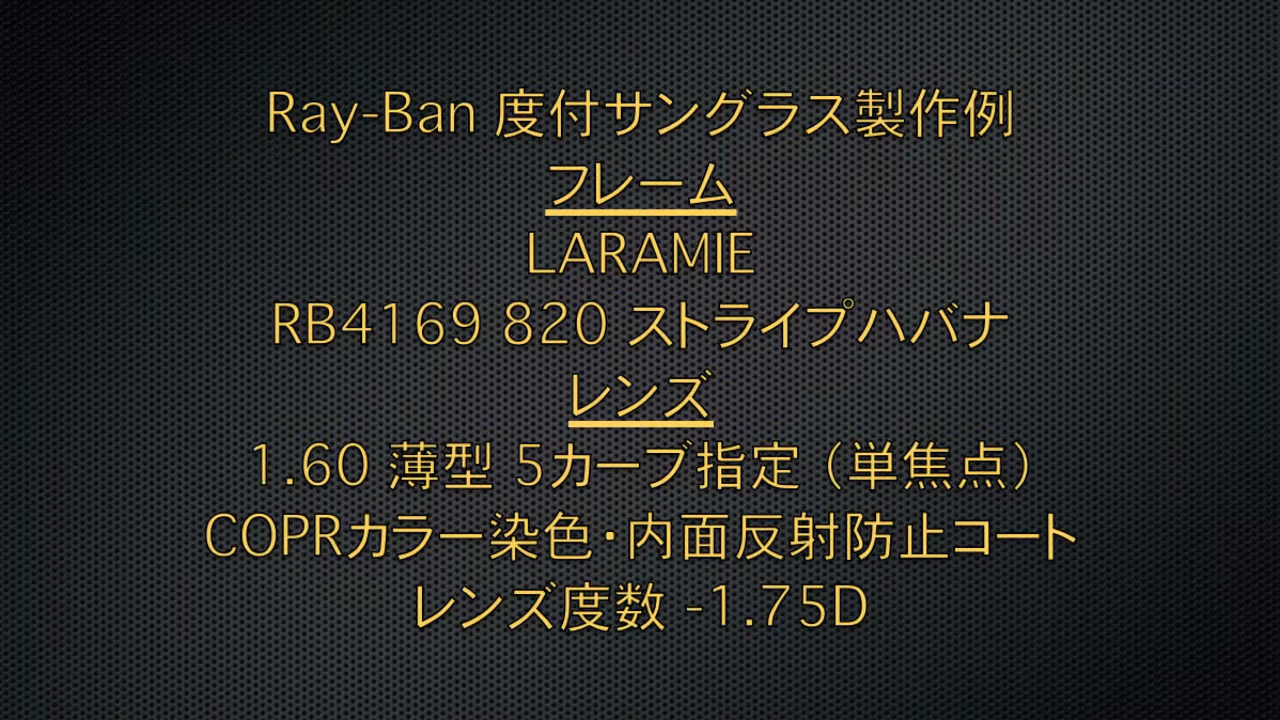 Ray-Ban 度付サングラス製作例
フレーム
LARAMIE
RB4169 820 ストライプハバナ
レンズ
1.60 薄型 5カーブ指定（単焦点）
COPRカラー染色・内面反射防止コート
レンズ度数 -1.75D